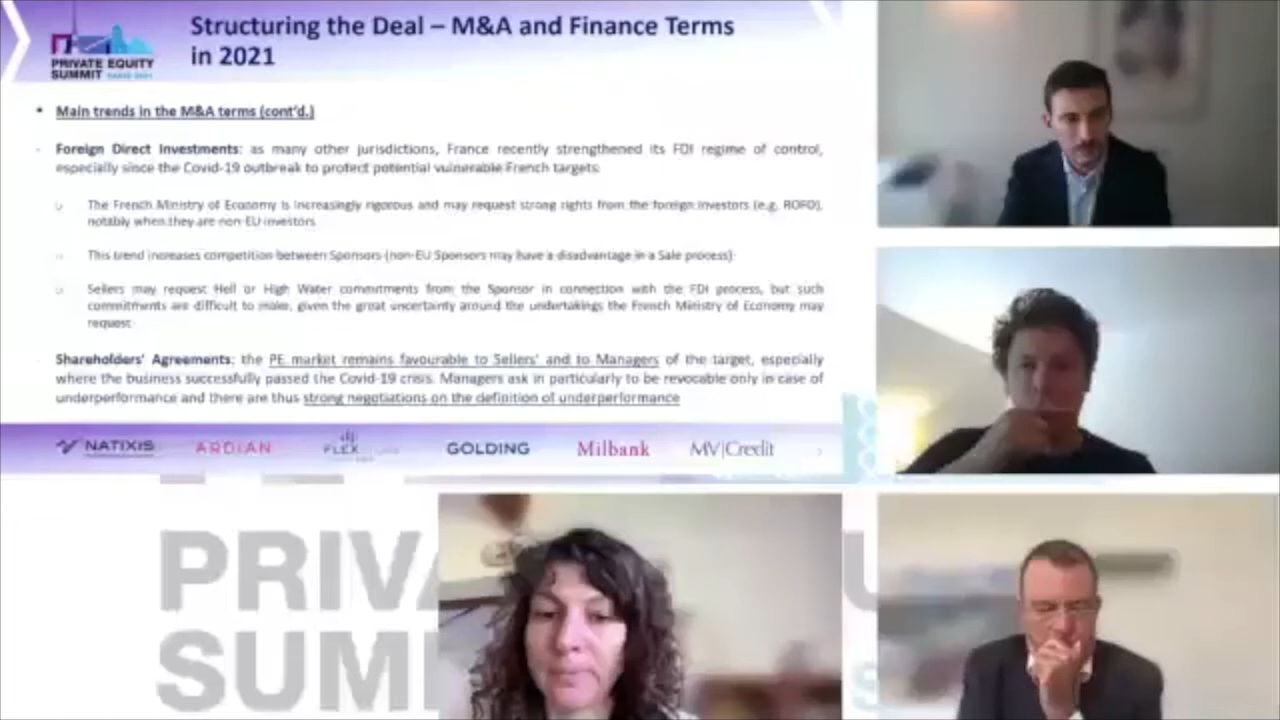 Structuring the Deal – M&A and Finance Terms
in 2021
PRIVATE EQUITY
SUMMIT
• Main trends in the M&A terms (cont'd.)
- Foreign Direct Investments: as many other jurisdictions, France recently strengthened its FDI regime of control,
especially since the Covid-19 outbreak to protect potential vulnerable French targets
The French Ministry of Economy is increasingly rigorous and may request strong rights from the foreign investors (e.g. ROFO),
notably when they are non EU investors
This trend increases competition between Sponsors (non-EU Sponsors may have a disadvantage in a Sale process)
Sellers may request Hell or High Water commitments from the Sponsor in connection with the FDI process, but such
commitments are difficult to make, given the great uncertainty around the undertakings the French Ministry of Economy may
request
Shareholders' Agreements: the PE market remains favourable to Sellers' and to Managers of the target, especially
where the business successfully passed the Covid-19 crisis. Managers ask in particularly to be revocable only in case of
underperformance and there are thus strong negotiations on the definition of underperformance
NATIXIS
ARDIAN
FLEX
GOLDING
Milbank
MV|Credit
PRIVA
U
SUMI
S